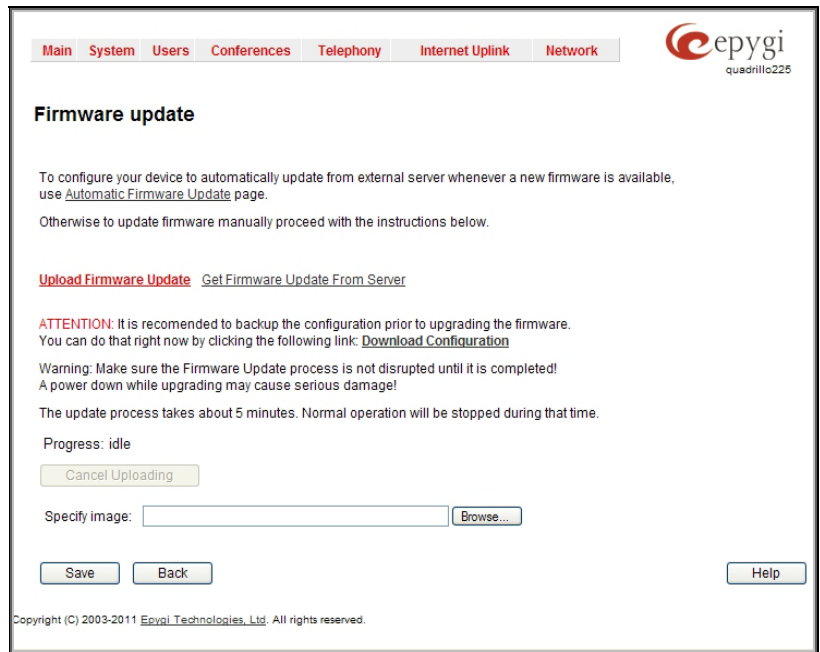 Main System Users Conferences Telephony Internet Uplink Network
epygi
quadrillo225
Firmware update
To configure your device to automatically update from external server whenever a new firmware is available,
use Automatic Firmware Update page.
Otherwise to update firmware manually proceed with the instructions below.
Upload Firmware Update Get Firmware Update From Server
ATTENTION: It is recomended to backup the configuration prior to upgrading the firmware.
You can do that right now by clicking the following link: Download Configuration
Warning: Make sure the Firmware Update process is not disrupted until it is completed!
A power down while upgrading may cause serious damage!
The update process takes about 5 minutes. Normal operation will be stopped during that time.
Progress: idle
Cancel Uploading
Specify image: Browse...
Save Back Help
Copyright (C) 2003-2011 Epygi Technologies, Ltd. All rights reserved.